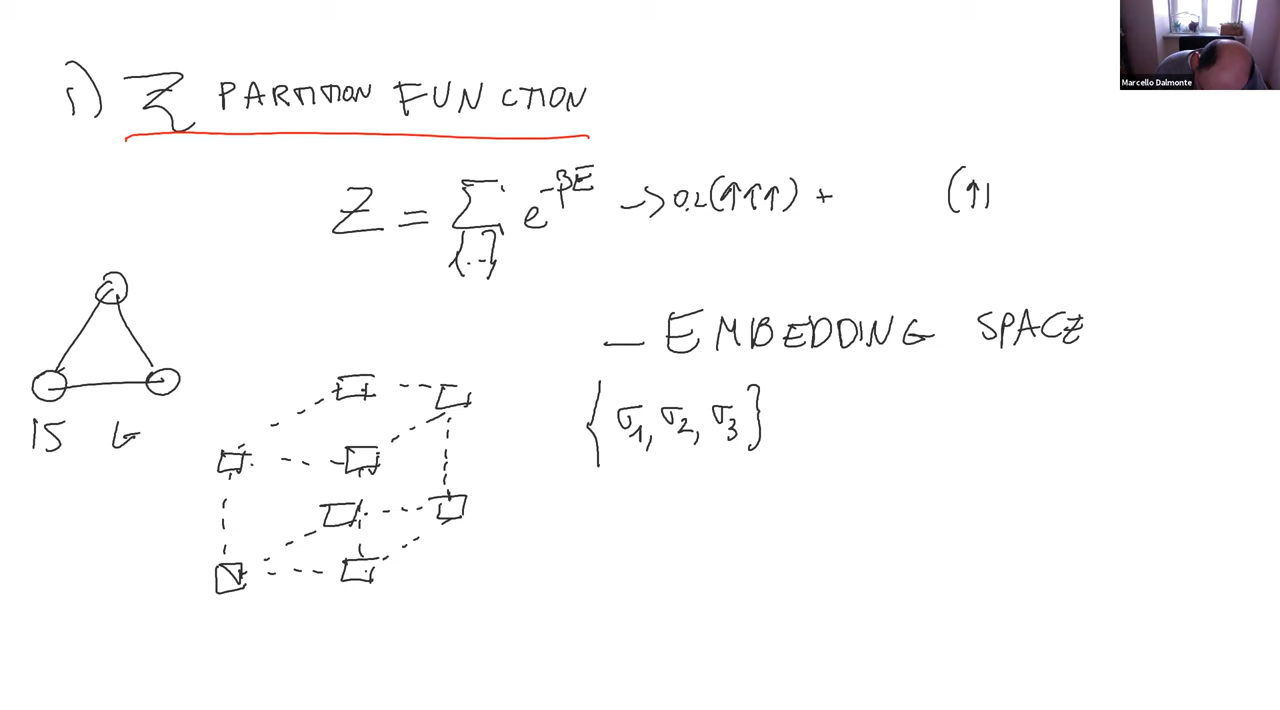 1) Z PARTITION FUNCTION
Marcello Dalmonte
Z = Σ{...} e^-βE → 0.2(↑↑↑) + (↑
— EMBEDDING SPACE
{σ1, σ2, σ3}
IS